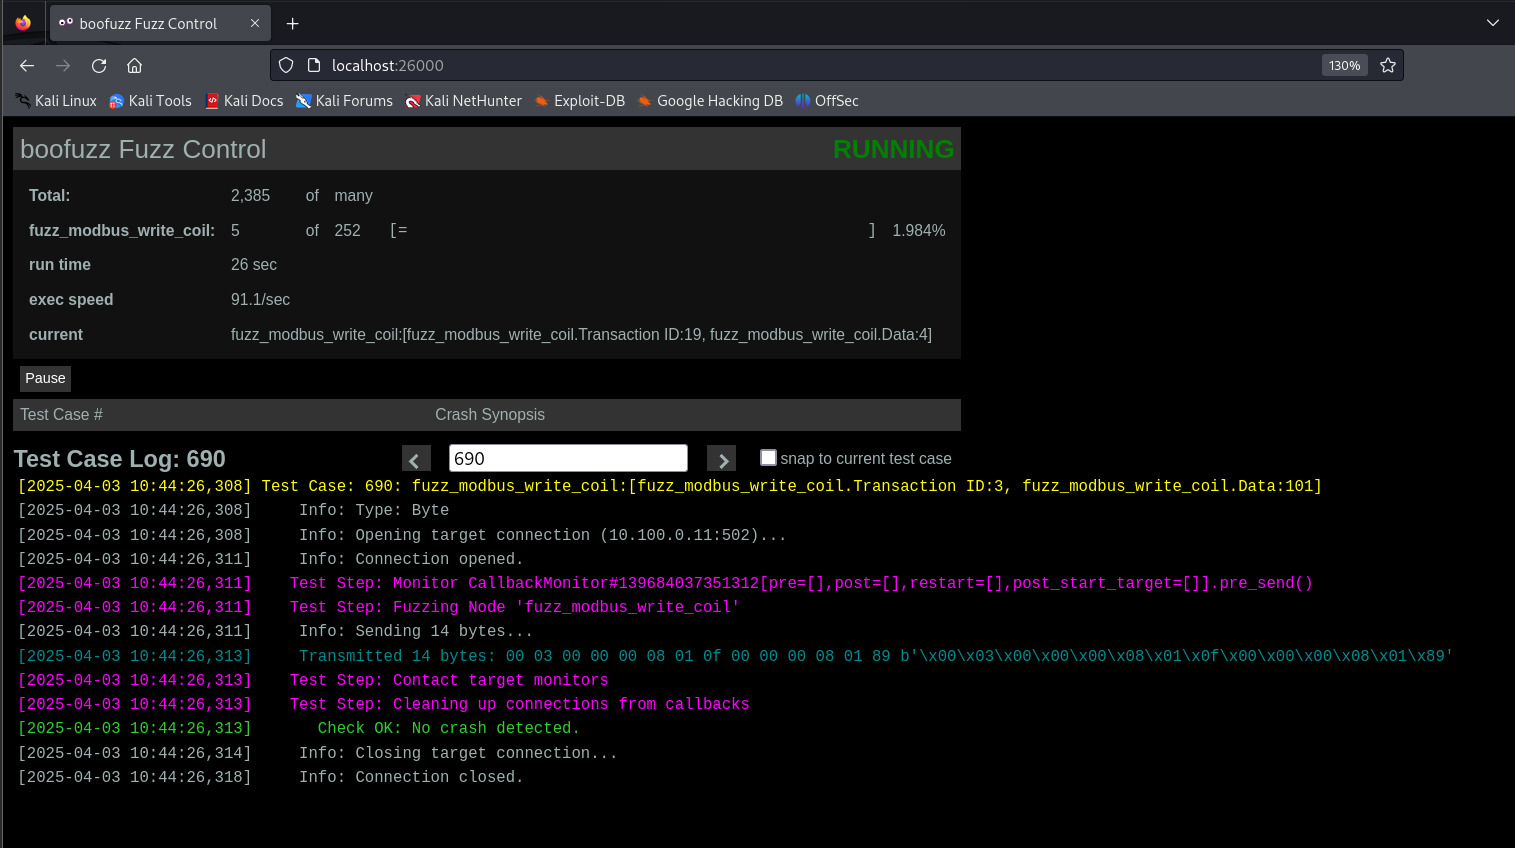 boofuzz Fuzz Control
localhost:26000 130%
Kali Linux Kali Tools Kali Docs Kali Forums Kali NetHunter Exploit-DB Google Hacking DB OffSec
boofuzz Fuzz Control RUNNING
Total: 2,385 of many
fuzz_modbus_write_coil: 5 of 252 [= ] 1.984%
run time 26 sec
exec speed 91.1/sec
current fuzz_modbus_write_coil:[fuzz_modbus_write_coil.Transaction ID:19, fuzz_modbus_write_coil.Data:4]
Pause
Test Case # Crash Synopsis
Test Case Log: 690 < 690 > snap to current test case
[2025-04-03 10:44:26,308] Test Case: 690: fuzz_modbus_write_coil:[fuzz_modbus_write_coil.Transaction ID:3, fuzz_modbus_write_coil.Data:101]
[2025-04-03 10:44:26,308] Info: Type: Byte
[2025-04-03 10:44:26,308] Info: Opening target connection (10.100.0.11:502)...
[2025-04-03 10:44:26,311] Info: Connection opened.
[2025-04-03 10:44:26,311] Test Step: Monitor CallbackMonitor#139684037351312[pre=[],post=[],restart=[],post_start_target=[]].pre_send()
[2025-04-03 10:44:26,311] Test Step: Fuzzing Node 'fuzz_modbus_write_coil'
[2025-04-03 10:44:26,311] Info: Sending 14 bytes...
[2025-04-03 10:44:26,313] Transmitted 14 bytes: 00 03 00 00 00 08 01 0f 00 00 00 08 01 89 b'\x00\x03\x00\x00\x00\x08\x01\x0f\x00\x00\x00\x08\x01\x89'
[2025-04-03 10:44:26,313] Test Step: Contact target monitors
[2025-04-03 10:44:26,313] Test Step: Cleaning up connections from callbacks
[2025-04-03 10:44:26,313] Check OK: No crash detected.
[2025-04-03 10:44:26,314] Info: Closing target connection...
[2025-04-03 10:44:26,318] Info: Connection closed.